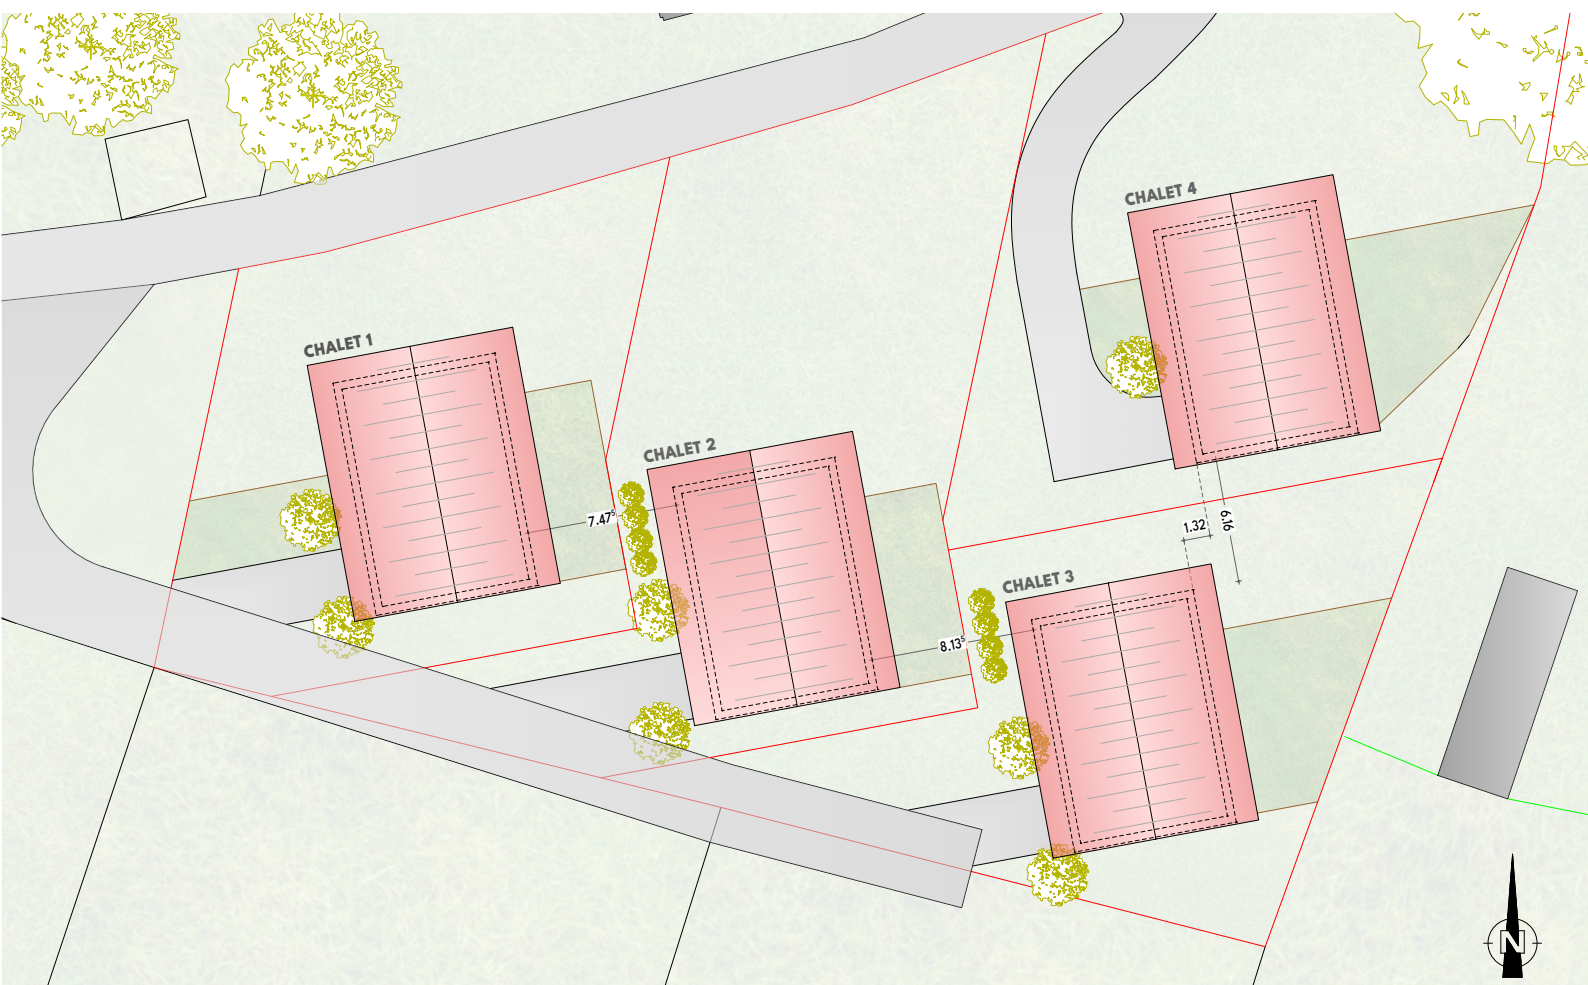 CHALET 4
CHALET 1
CHALET 2
7.47⁵
1.32
6.16
CHALET 3
8.13⁵
N